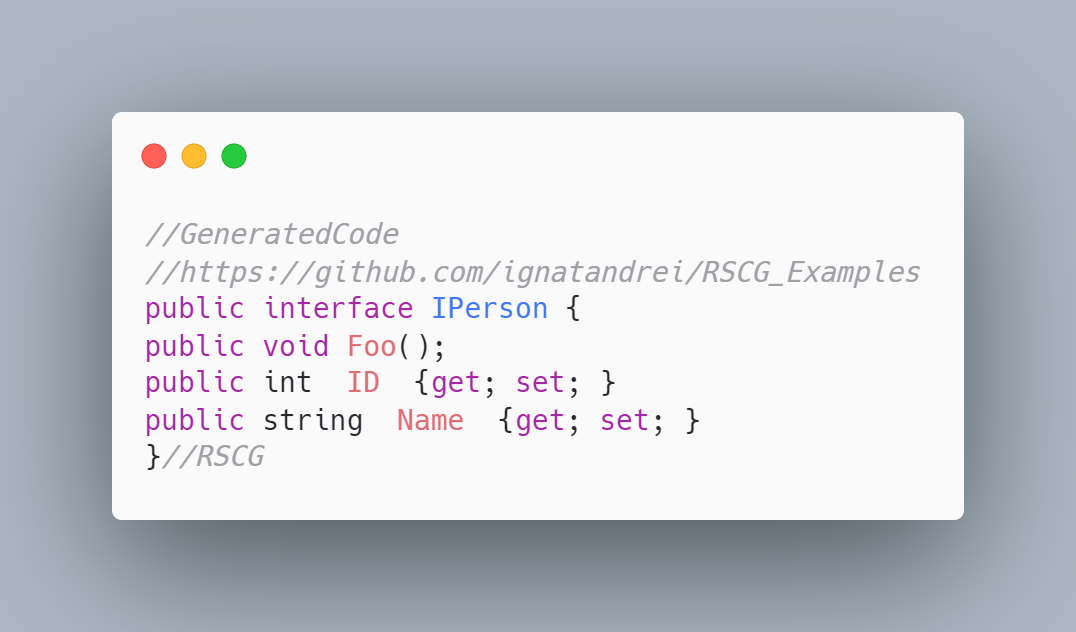 //GeneratedCode
//https://github.com/ignatandrei/RSCG_Examples
public interface IPerson {
public void Foo();
public int  ID  {get; set; }
public string  Name  {get; set; }
}//RSCG